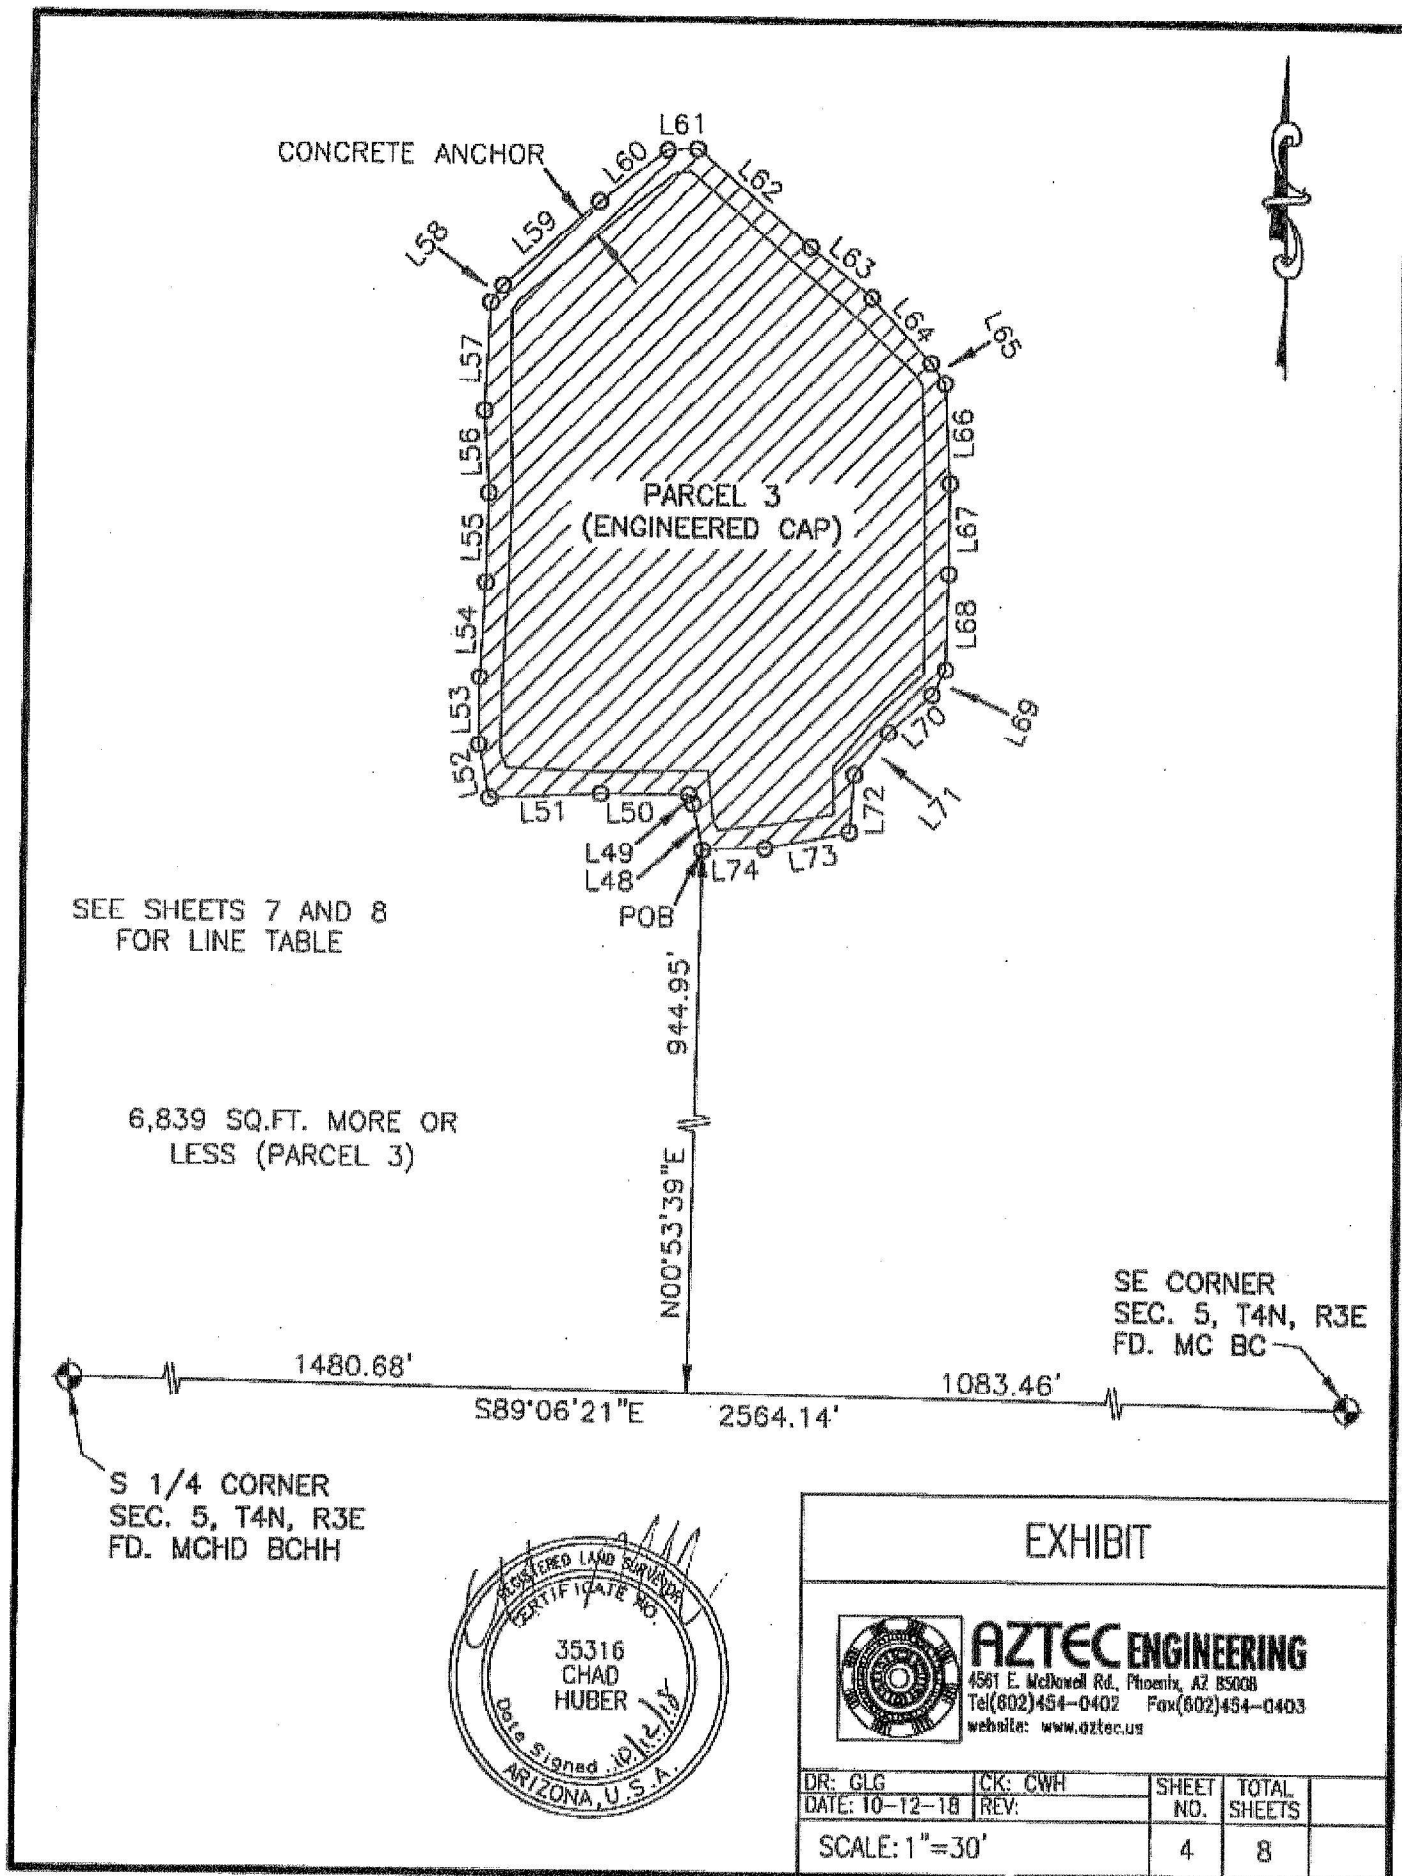 L61
CONCRETE ANCHOR
L60
L62
L59
L58
L63
L64
L65
L57
L66
L56
PARCEL 3
(ENGINEERED CAP)
L55
L67
L54
L68
L53
L69
L70
L52
L51
L50
L72
L71
L49
L48
L74
L73
POB
SEE SHEETS 7 AND 8
FOR LINE TABLE
944.95'
6,839 SQ.FT. MORE OR
LESS (PARCEL 3)
N00°53'39"E
SE CORNER
SEC. 5, T4N, R3E
FD. MC BC
1480.68'
1083.46'
S89°06'21"E
2564.14'
S 1/4 CORNER
SEC. 5, T4N, R3E
FD. MCHD BCHH
REGISTERED LAND SURVEYOR
CERTIFICATE NO.
35316
CHAD
HUBER
Date Signed 10/12/18
ARIZONA, U.S.A.
EXHIBIT
AZTEC ENGINEERING
4561 E. McDowell Rd., Phoenix, AZ 85008
Tel(602)454-0402 Fax(602)454-0403
website: www.aztec.us
DR: GLG
CK: CWH
DATE: 10-12-18
REV:
SHEET NO.
TOTAL SHEETS
SCALE: 1"=30'
4
8